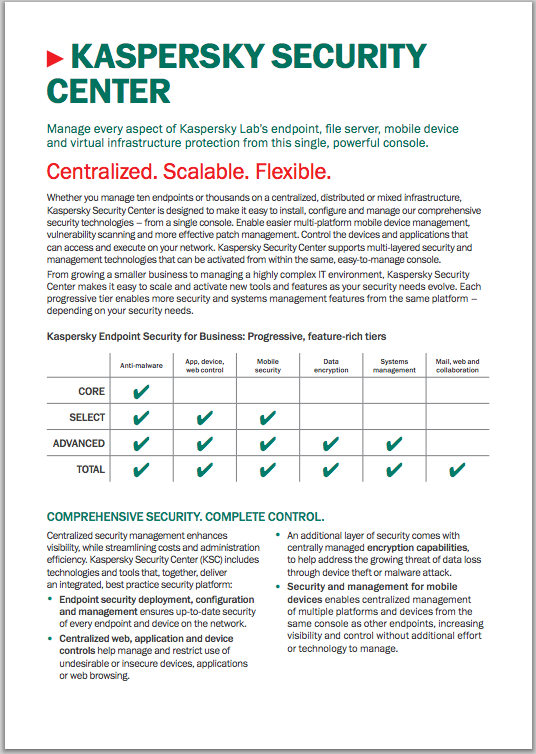 ► KASPERSKY SECURITY
CENTER
Manage every aspect of Kaspersky Lab's endpoint, file server, mobile device
and virtual infrastructure protection from this single, powerful console.
Centralized. Scalable. Flexible.
Whether you manage ten endpoints or thousands on a centralized, distributed or mixed infrastructure,
Kaspersky Security Center is designed to make it easy to install, configure and manage our comprehensive
security technologies – from a single console. Enable easier multi-platform mobile device management,
vulnerability scanning and more effective patch management. Control the devices and applications that
can access and execute on your network. Kaspersky Security Center supports multi-layered security and
management technologies that can be activated from within the same, easy-to-manage console.
From growing a smaller business to managing a highly complex IT environment, Kaspersky Security
Center makes it easy to scale and activate new tools and features as your security needs evolve. Each
progressive tier enables more security and systems management features from the same platform –
depending on your security needs.
Kaspersky Endpoint Security for Business: Progressive, feature-rich tiers
Anti-malware App, device, web control Mobile security Data encryption Systems management Mail, web and collaboration
CORE ✔
SELECT ✔ ✔ ✔
ADVANCED ✔ ✔ ✔ ✔ ✔
TOTAL ✔ ✔ ✔ ✔ ✔ ✔
COMPREHENSIVE SECURITY. COMPLETE CONTROL.
Centralized security management enhances
visibility, while streamlining costs and administration
efficiency. Kaspersky Security Center (KSC) includes
technologies and tools that, together, deliver
an integrated, best practice security platform:
• Endpoint security deployment, configuration
and management ensures up-to-date security
of every endpoint and device on the network.
• Centralized web, application and device
controls help manage and restrict use of
undesirable or insecure devices, applications
or web browsing.
• An additional layer of security comes with
centrally managed encryption capabilities,
to help address the growing threat of data loss
through device theft or malware attack.
• Security and management for mobile
devices enables centralized management
of multiple platforms and devices from the
same console as other endpoints, increasing
visibility and control without additional effort
or technology to manage.